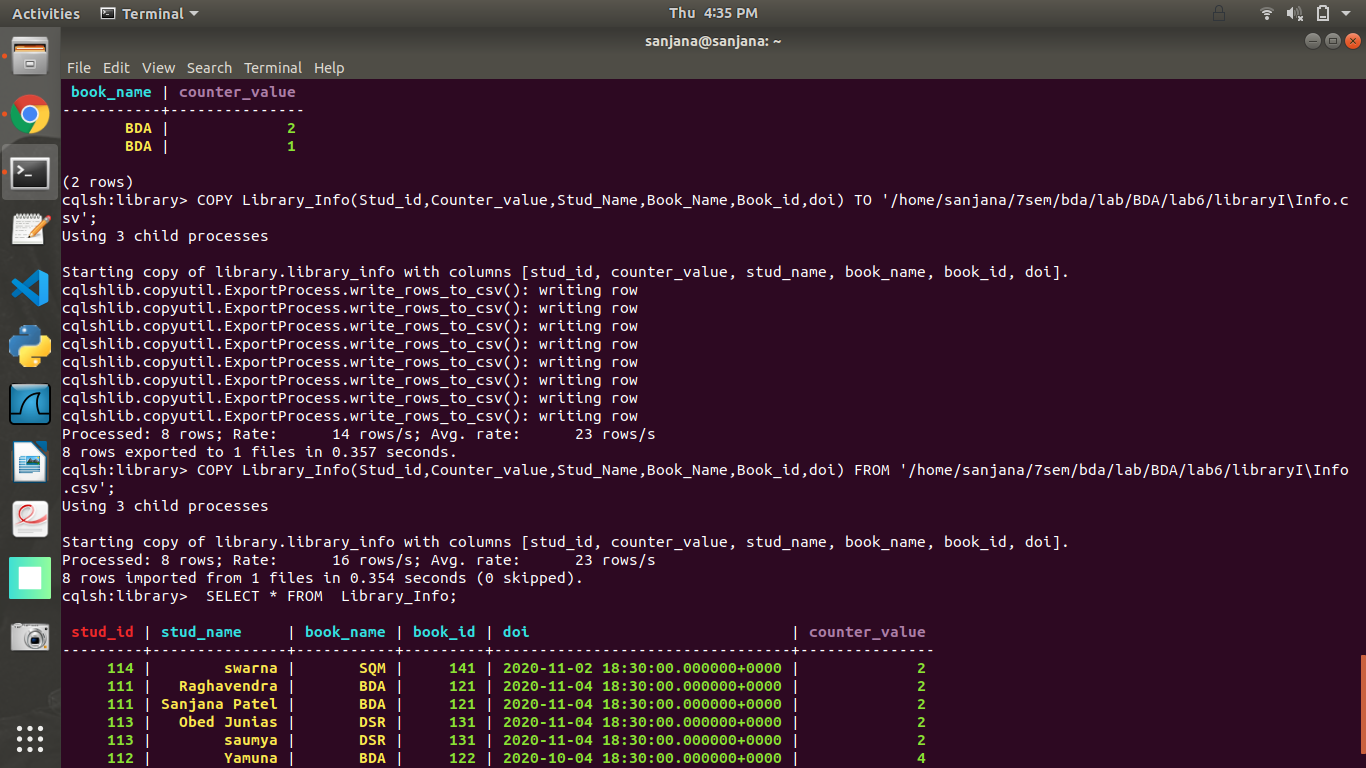 Activities Terminal Thu 4:35 PM
sanjana@sanjana: ~
File Edit View Search Terminal Help
 book_name | counter_value
-----------+---------------
       BDA |             2
       BDA |             1
(2 rows)
cqlsh:library> COPY Library_Info(Stud_id,Counter_value,Stud_Name,Book_Name,Book_id,doi) TO '/home/sanjana/7sem/bda/lab/BDA/lab6/libraryI\Info.c
sv';
Using 3 child processes
Starting copy of library.library_info with columns [stud_id, counter_value, stud_name, book_name, book_id, doi].
cqlshlib.copyutil.ExportProcess.write_rows_to_csv(): writing row
cqlshlib.copyutil.ExportProcess.write_rows_to_csv(): writing row
cqlshlib.copyutil.ExportProcess.write_rows_to_csv(): writing row
cqlshlib.copyutil.ExportProcess.write_rows_to_csv(): writing row
cqlshlib.copyutil.ExportProcess.write_rows_to_csv(): writing row
cqlshlib.copyutil.ExportProcess.write_rows_to_csv(): writing row
cqlshlib.copyutil.ExportProcess.write_rows_to_csv(): writing row
cqlshlib.copyutil.ExportProcess.write_rows_to_csv(): writing row
Processed: 8 rows; Rate:      14 rows/s; Avg. rate:      23 rows/s
8 rows exported to 1 files in 0.357 seconds.
cqlsh:library> COPY Library_Info(Stud_id,Counter_value,Stud_Name,Book_Name,Book_id,doi) FROM '/home/sanjana/7sem/bda/lab/BDA/lab6/libraryI\Info
.csv';
Using 3 child processes
Starting copy of library.library_info with columns [stud_id, counter_value, stud_name, book_name, book_id, doi].
Processed: 8 rows; Rate:      16 rows/s; Avg. rate:      23 rows/s
8 rows imported from 1 files in 0.354 seconds (0 skipped).
cqlsh:library>  SELECT * FROM  Library_Info;
 stud_id | stud_name     | book_name | book_id | doi                             | counter_value
---------+---------------+-----------+---------+---------------------------------+---------------
     114 |        swarna |       SQM |     141 | 2020-11-02 18:30:00.000000+0000 |             2
     111 |   Raghavendra |       BDA |     121 | 2020-11-04 18:30:00.000000+0000 |             2
     111 | Sanjana Patel |       BDA |     121 | 2020-11-04 18:30:00.000000+0000 |             2
     113 |   Obed Junias |       DSR |     131 | 2020-11-04 18:30:00.000000+0000 |             2
     113 |        saumya |       DSR |     131 | 2020-11-04 18:30:00.000000+0000 |             2
     112 |        Yamuna |       BDA |     122 | 2020-10-04 18:30:00.000000+0000 |             4